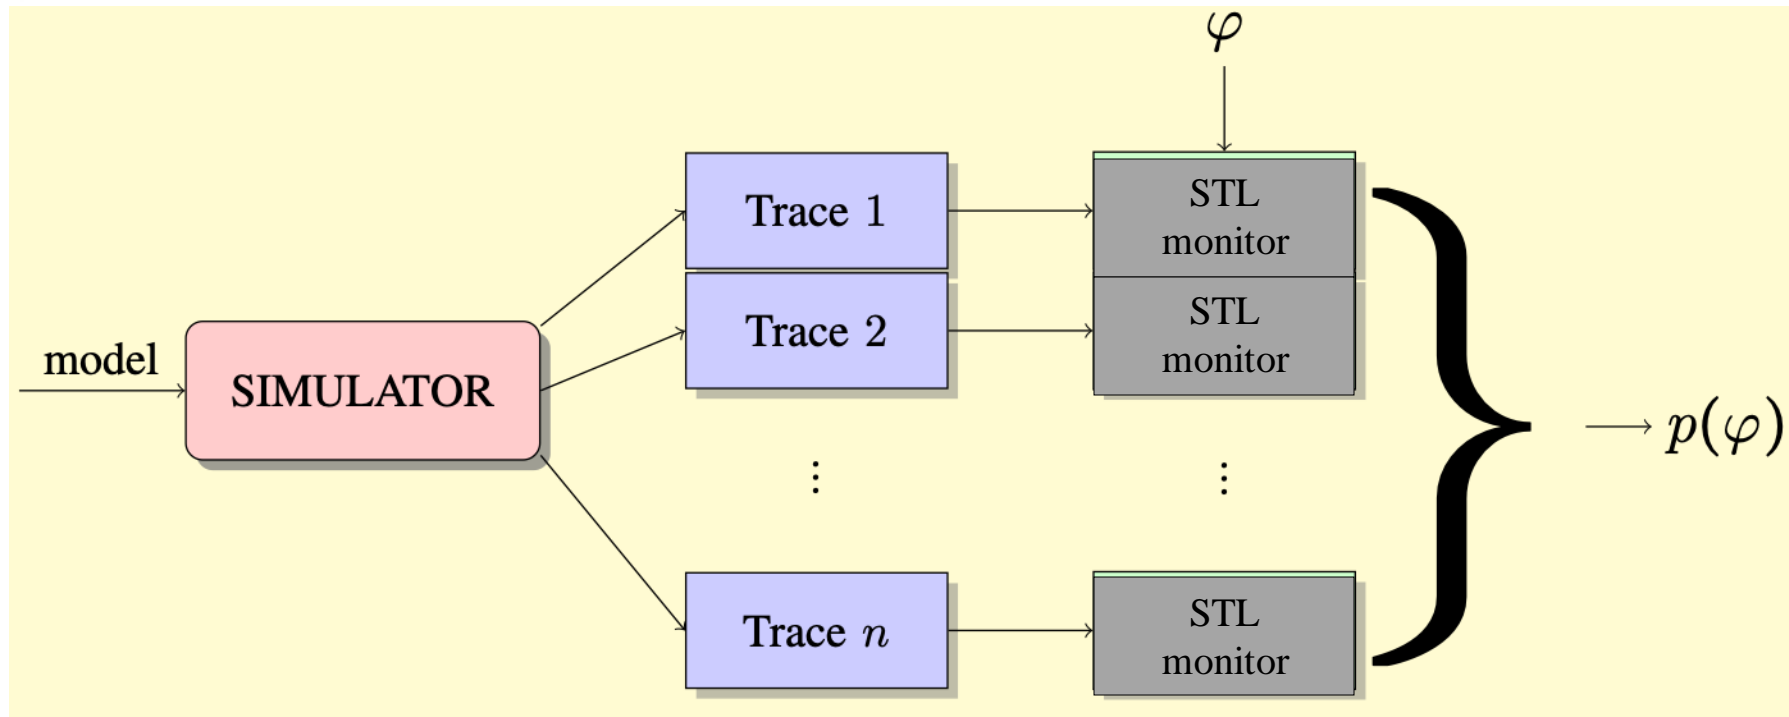 φ
Trace 1
STL
monitor
Trace 2
STL
monitor
model
SIMULATOR
p(φ)
⋮
⋮
Trace n
STL
monitor